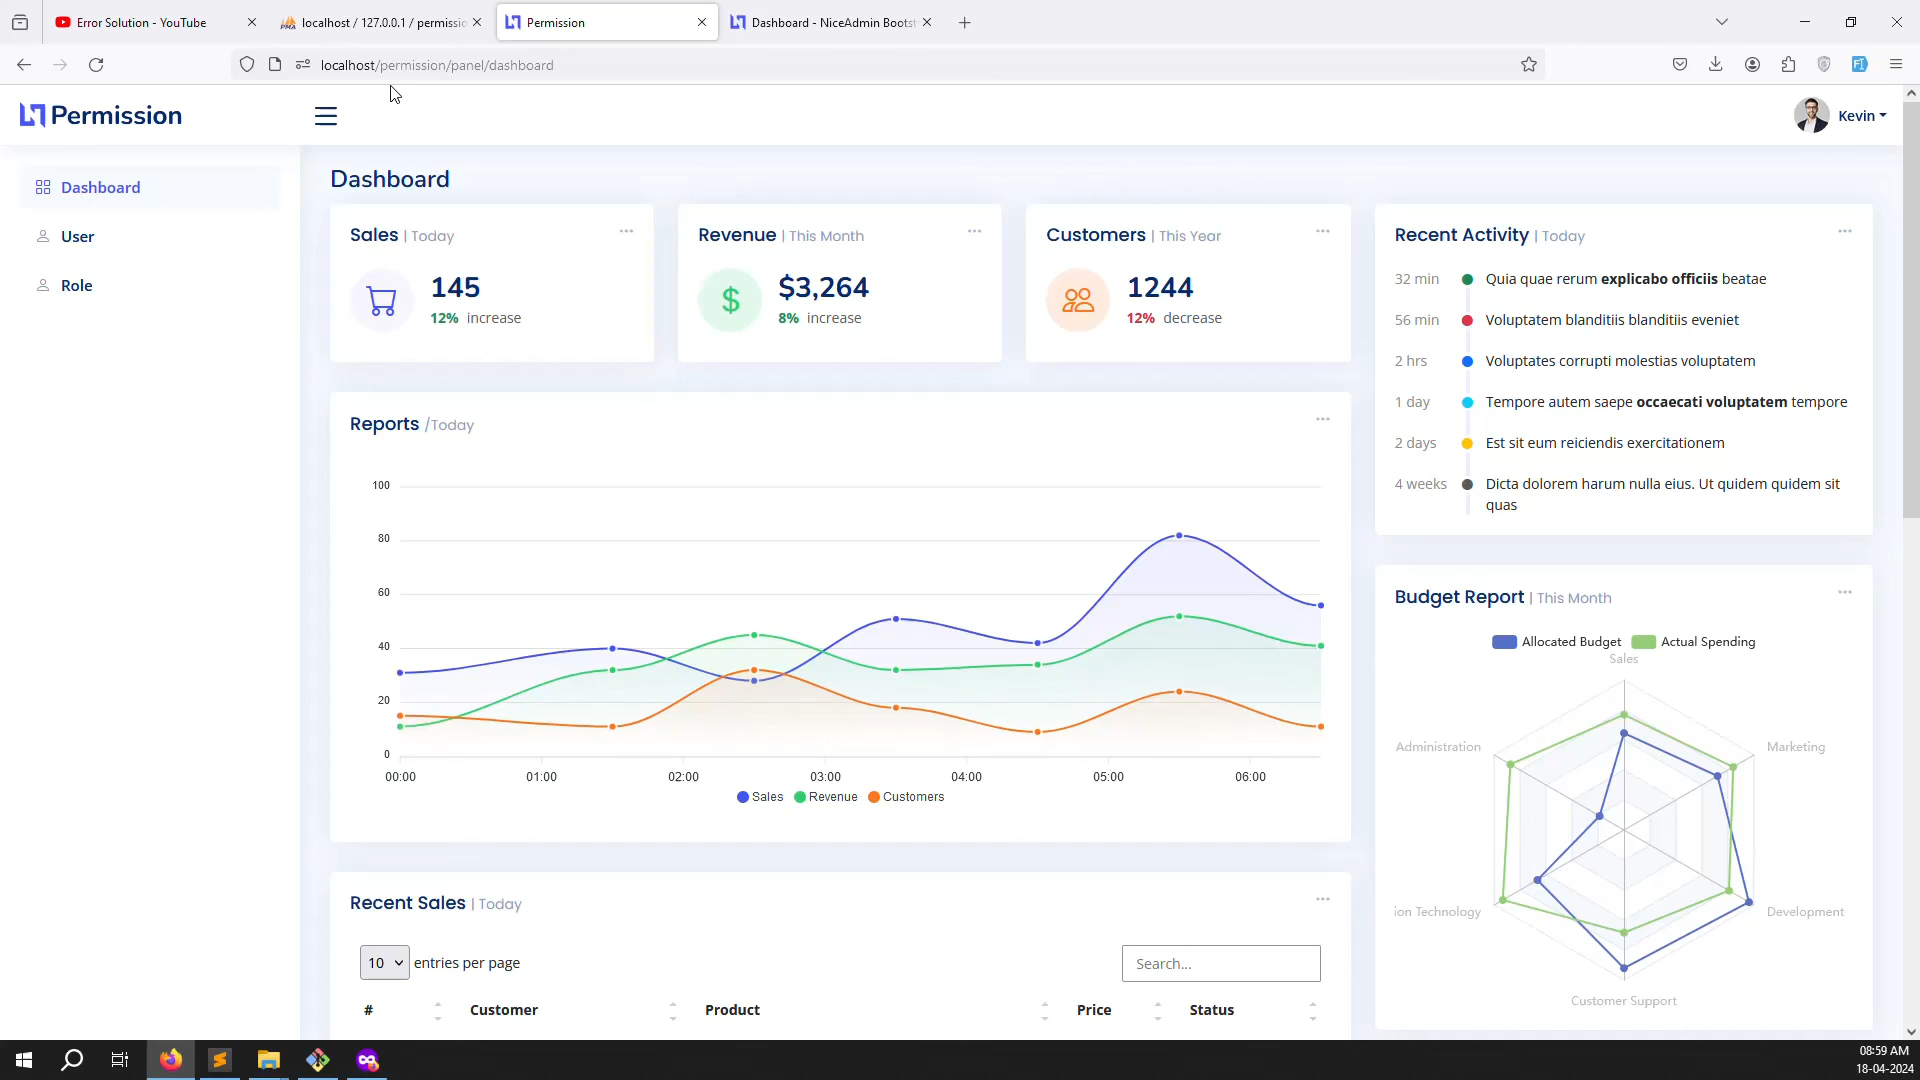 Error Solution - YouTube
localhost / 127.0.0.1 / permissio
Permission
Dashboard - NiceAdmin Bootst
localhost/permission/panel/dashboard
Permission
Kevin
Dashboard
User
Role
Dashboard
Sales | Today
145
12% increase
Revenue | This Month
$3,264
8% increase
Customers | This Year
1244
12% decrease
Recent Activity | Today
32 min Quia quae rerum explicabo officiis beatae
56 min Voluptatem blanditiis blanditiis eveniet
2 hrs Voluptates corrupti molestias voluptatem
1 day Tempore autem saepe occaecati voluptatem tempore
2 days Est sit eum reiciendis exercitationem
4 weeks Dicta dolorem harum nulla eius. Ut quidem quidem sit
quas
Reports /Today
100
80
60
40
20
0
00:00 01:00 02:00 03:00 04:00 05:00 06:00
Sales Revenue Customers
Budget Report | This Month
Allocated Budget Actual Spending
Sales
Administration Marketing
ion Technology Development
Customer Support
Recent Sales | Today
10 entries per page
Search...
# Customer Product Price Status
08:59 AM
18-04-2024